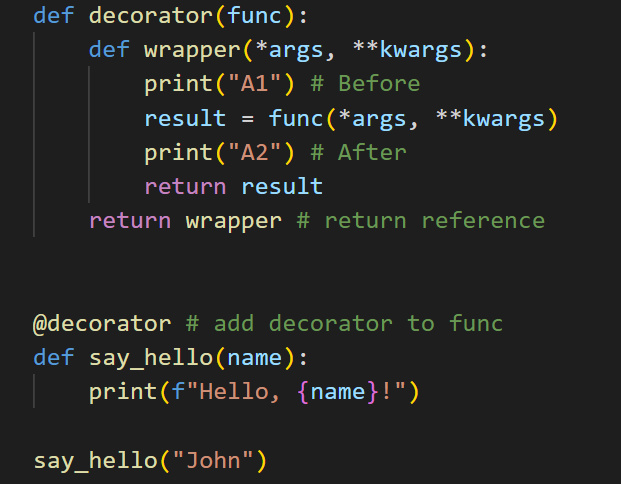 def decorator(func):
    def wrapper(*args, **kwargs):
        print("A1") # Before
        result = func(*args, **kwargs)
        print("A2") # After
        return result
    return wrapper # return reference
@decorator # add decorator to func
def say_hello(name):
    print(f"Hello, {name}!")
say_hello("John")